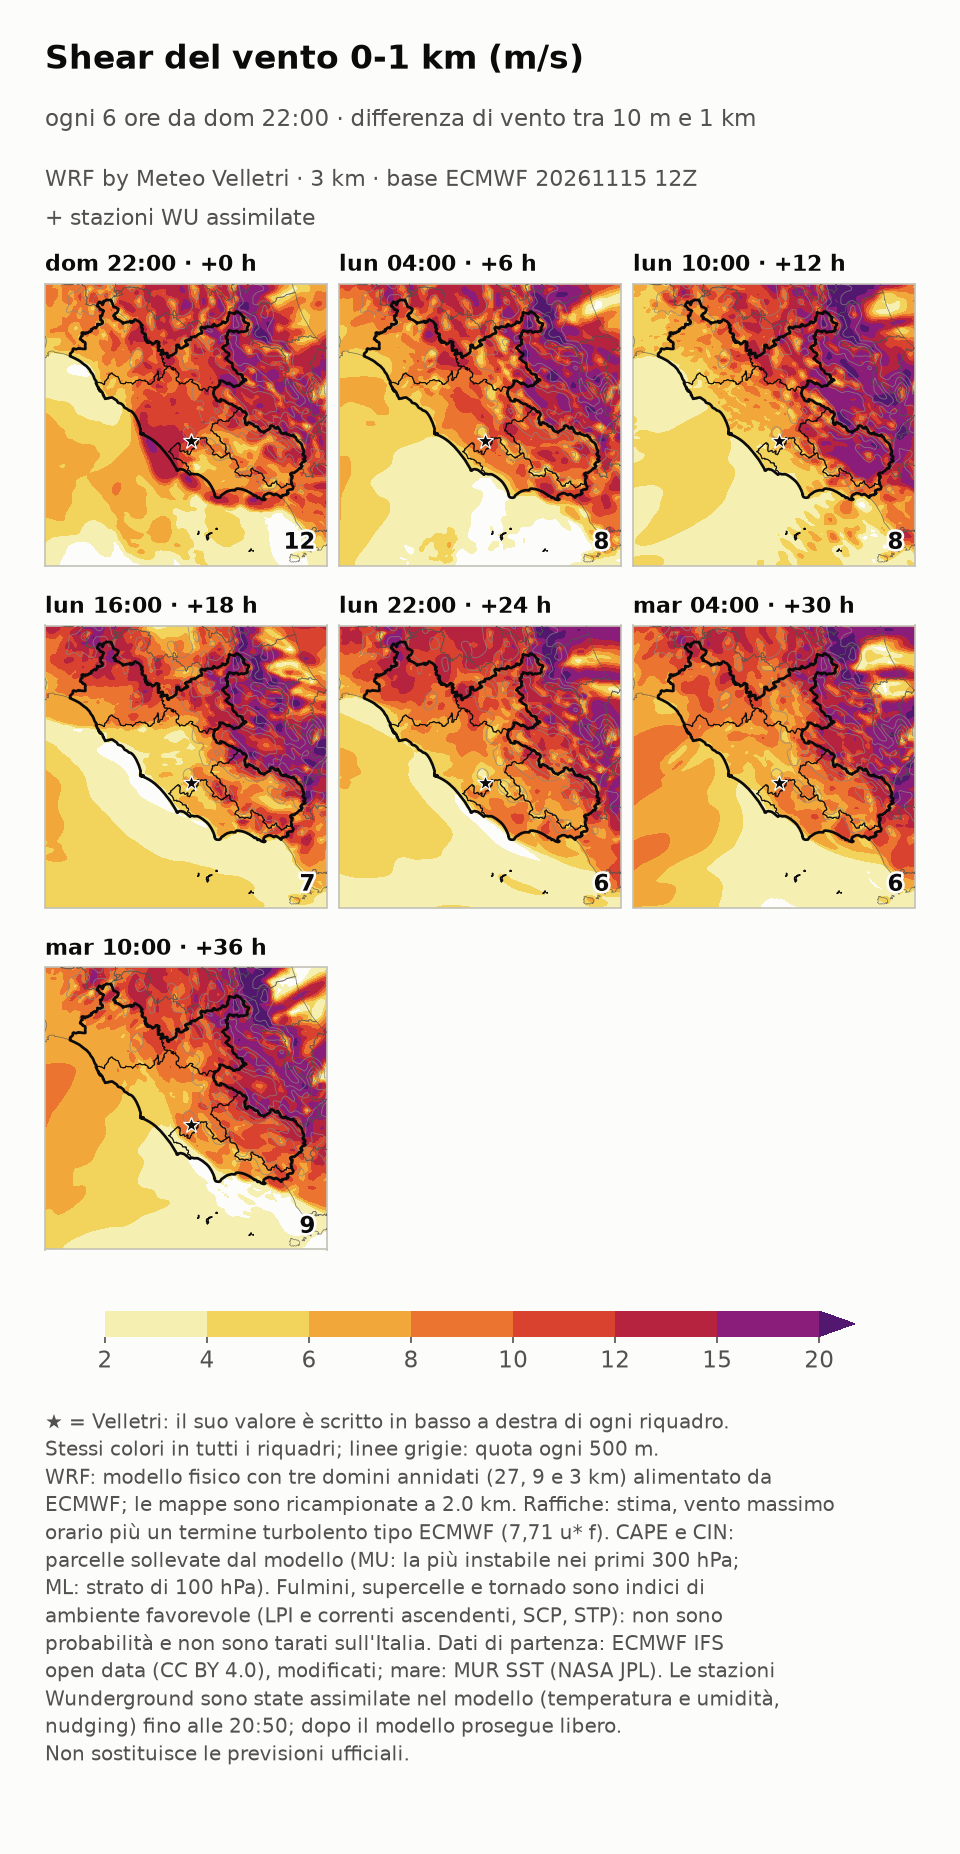 Shear del vento 0-1 km (m/s)
ogni 6 ore da dom 22:00 · differenza di vento tra 10 m e 1 km
WRF by Meteo Velletri · 3 km · base ECMWF 20261115 12Z
+ stazioni WU assimilate
dom 22:00 · +0 h
lun 04:00 · +6 h
lun 10:00 · +12 h
12
8
8
lun 16:00 · +18 h
lun 22:00 · +24 h
mar 04:00 · +30 h
7
6
6
mar 10:00 · +36 h
9
2 4 6 8 10 12 15 20
★ = Velletri: il suo valore è scritto in basso a destra di ogni riquadro.
Stessi colori in tutti i riquadri; linee grigie: quota ogni 500 m.
WRF: modello fisico con tre domini annidati (27, 9 e 3 km) alimentato da
ECMWF; le mappe sono ricampionate a 2.0 km. Raffiche: stima, vento massimo
orario più un termine turbolento tipo ECMWF (7,71 u* f). CAPE e CIN:
parcelle sollevate dal modello (MU: la più instabile nei primi 300 hPa;
ML: strato di 100 hPa). Fulmini, supercelle e tornado sono indici di
ambiente favorevole (LPI e correnti ascendenti, SCP, STP): non sono
probabilità e non sono tarati sull'Italia. Dati di partenza: ECMWF IFS
open data (CC BY 4.0), modificati; mare: MUR SST (NASA JPL). Le stazioni
Wunderground sono state assimilate nel modello (temperatura e umidità,
nudging) fino alle 20:50; dopo il modello prosegue libero.
Non sostituisce le previsioni ufficiali.